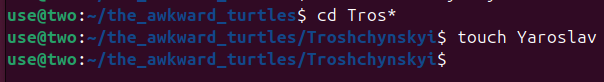 use@two:~/the_awkward_turtles$ cd Tros*
use@two:~/the_awkward_turtles/Troshchynskyi$ touch Yaroslav
use@two:~/the_awkward_turtles/Troshchynskyi$